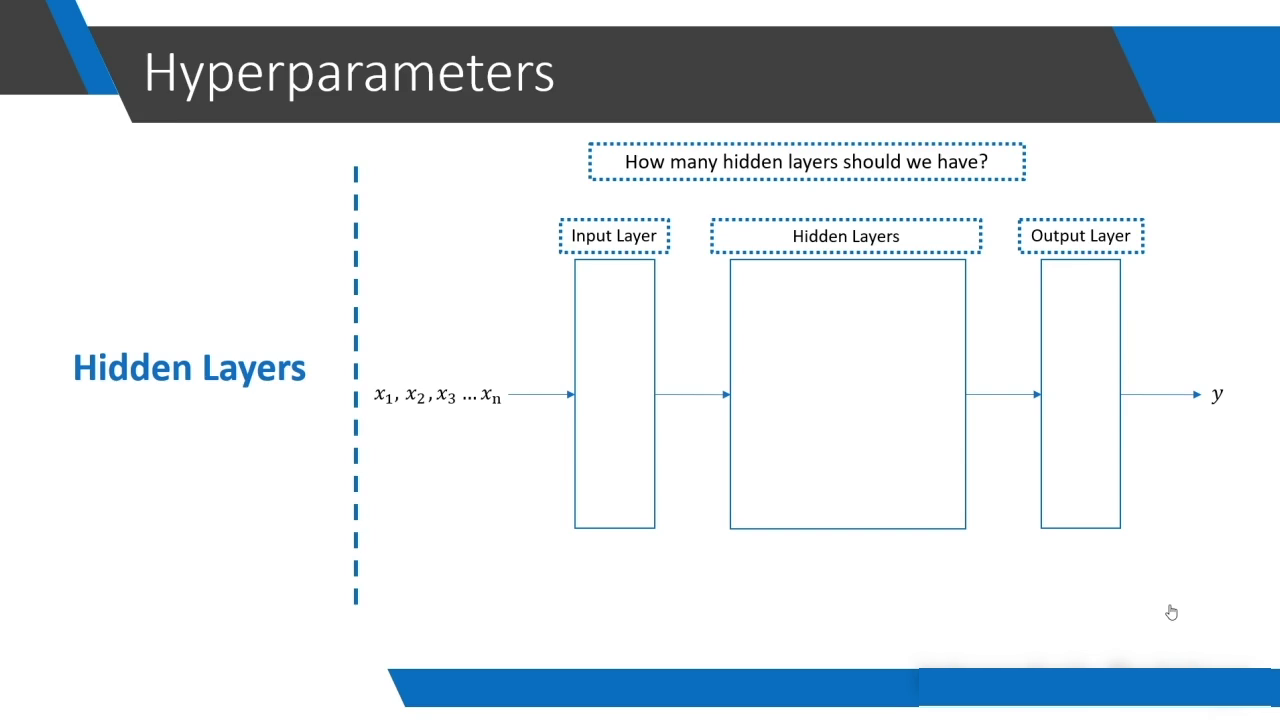 Hyperparameters
How many hidden layers should we have?
Input Layer
Hidden Layers
Output Layer
Hidden Layers
x₁, x₂, x₃ ... xₙ
y